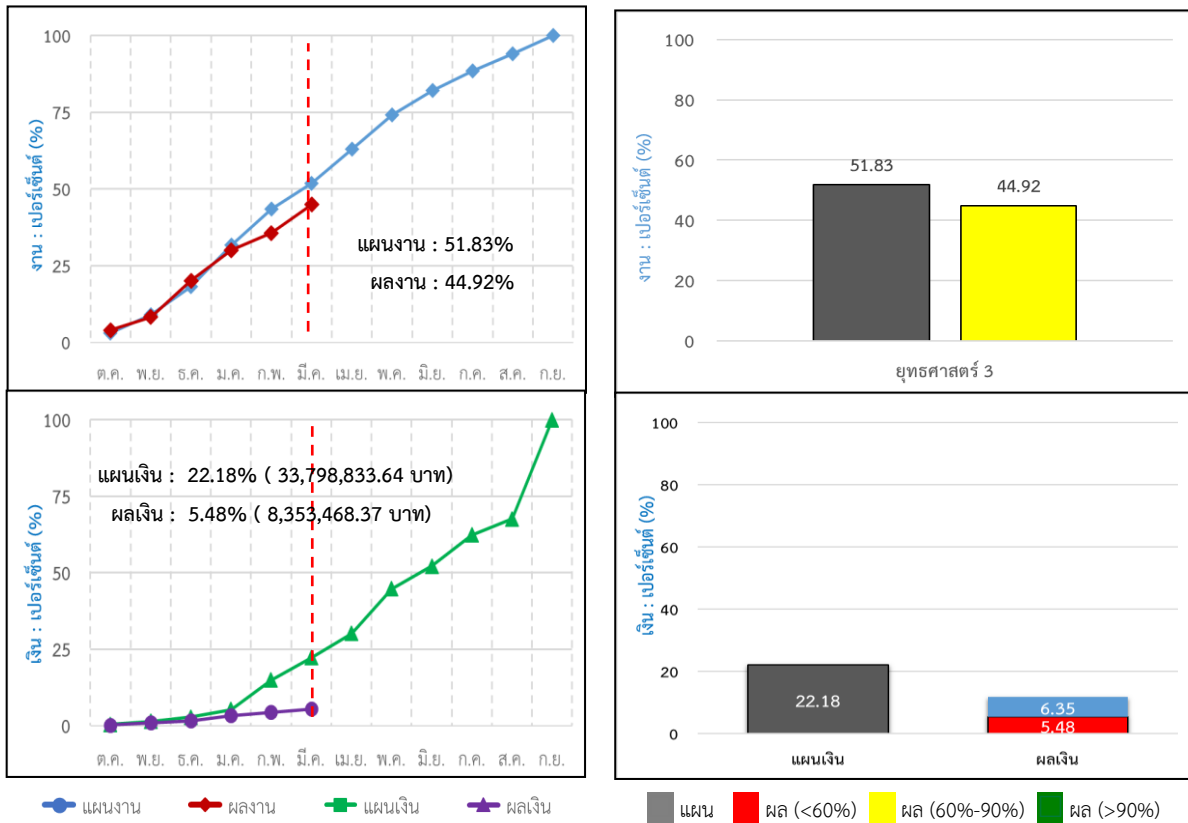 งาน : เปอร์เซ็นต์ (%)
100
75
50
25
0
แผนงาน : 51.83%
ผลงาน : 44.92%
ต.ค. พ.ย. ธ.ค. ม.ค. ก.พ. มี.ค. เม.ย. พ.ค. มิ.ย. ก.ค. ส.ค. ก.ย.
งาน : เปอร์เซ็นต์ (%)
100
80
60
40
20
0
51.83
44.92
ยุทธศาสตร์ 3
เงิน : เปอร์เซ็นต์ (%)
100
75
50
25
0
แผนเงิน : 22.18% ( 33,798,833.64 บาท)
ผลเงิน : 5.48% ( 8,353,468.37 บาท)
ต.ค. พ.ย. ธ.ค. ม.ค. ก.พ. มี.ค. เม.ย. พ.ค. มิ.ย. ก.ค. ส.ค. ก.ย.
เงิน : เปอร์เซ็นต์ (%)
100
80
60
40
20
0
22.18
6.35
5.48
แผนเงิน ผลเงิน
แผนงาน ผลงาน แผนเงิน ผลเงิน
แผน ผล (<60%) ผล (60%-90%) ผล (>90%)